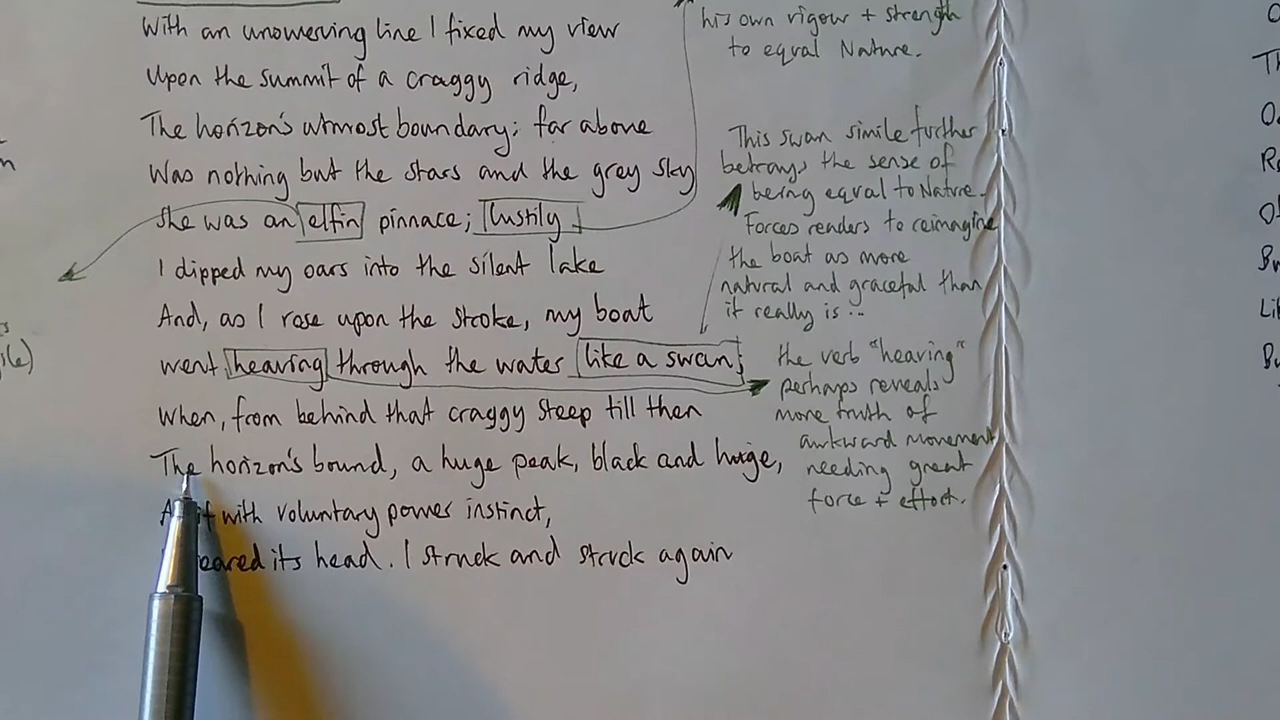 With an unswerving line I fixed my view
Upon the summit of a craggy ridge,
The horizon's utmost boundary; far above
Was nothing but the stars and the grey sky
She was an elfin pinnace; lustily
I dipped my oars into the silent lake
And, as I rose upon the stroke, my boat
went heaving through the water like a swan;
When, from behind that craggy steep till then
The horizon's bound, a huge peak, black and huge,
As if with voluntary power instinct,
reared its head. I struck and struck again
his own vigour + strength
to equal Nature.
This swan simile further
betrays the sense of
being equal to Nature.
Forces readers to reimagine
the boat as more
natural and graceful than
it really is ..
the verb "heaving"
perhaps reveals
more truth of
awkward movement
needing great
force + effort.